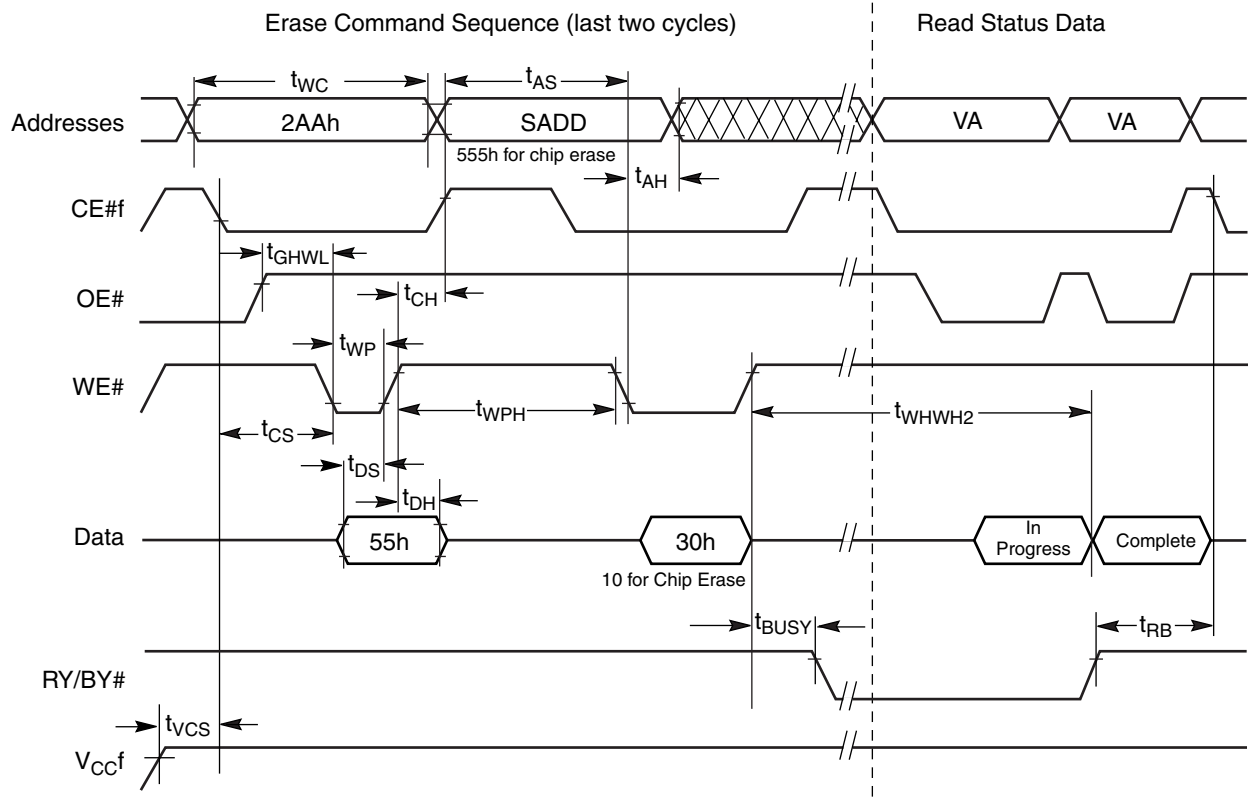 Erase Command Sequence (last two cycles)
Read Status Data
tWC
tAS
Addresses
2AAh
SADD
VA
VA
555h for chip erase
tAH
CE#f
tGHWL
OE#
tCH
tWP
WE#
tWPH
tWHWH2
tCS
tDS
tDH
Data
55h
30h
In
Progress
Complete
10 for Chip Erase
tBUSY
tRB
RY/BY#
tVCS
VCCf